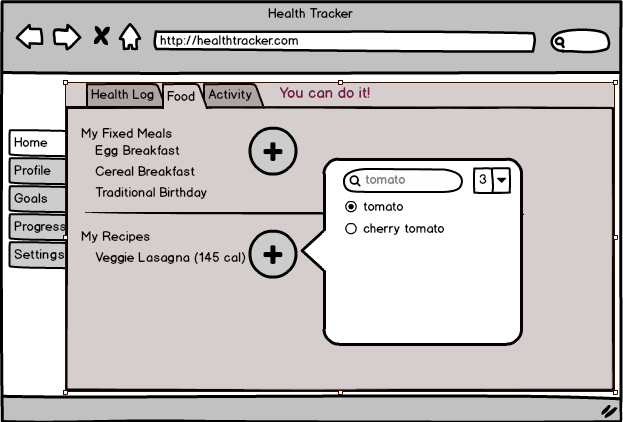 Health Tracker
http://healthtracker.com
Health Log
Food
Activity
You can do it!
Home
Profile
Goals
Progress
Settings
My Fixed Meals
Egg Breakfast
Cereal Breakfast
Traditional Birthday
My Recipes
Veggie Lasagna (145 cal)
tomato
3
tomato
cherry tomato